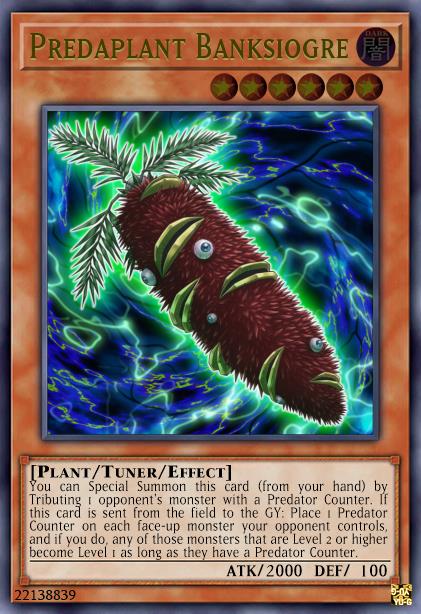 PREDAPLANT BANKSIOGRE
DARK
闇
[PLANT/TUNER/EFFECT]
You can Special Summon this card (from your hand) by
Tributing 1 opponent's monster with a Predator Counter. If
this card is sent from the field to the GY: Place 1 Predator
Counter on each face-up monster your opponent controls,
and if you do, any of those monsters that are Level 2 or higher
become Level 1 as long as they have a Predator Counter.
ATK/2000 DEF/ 100
22138839